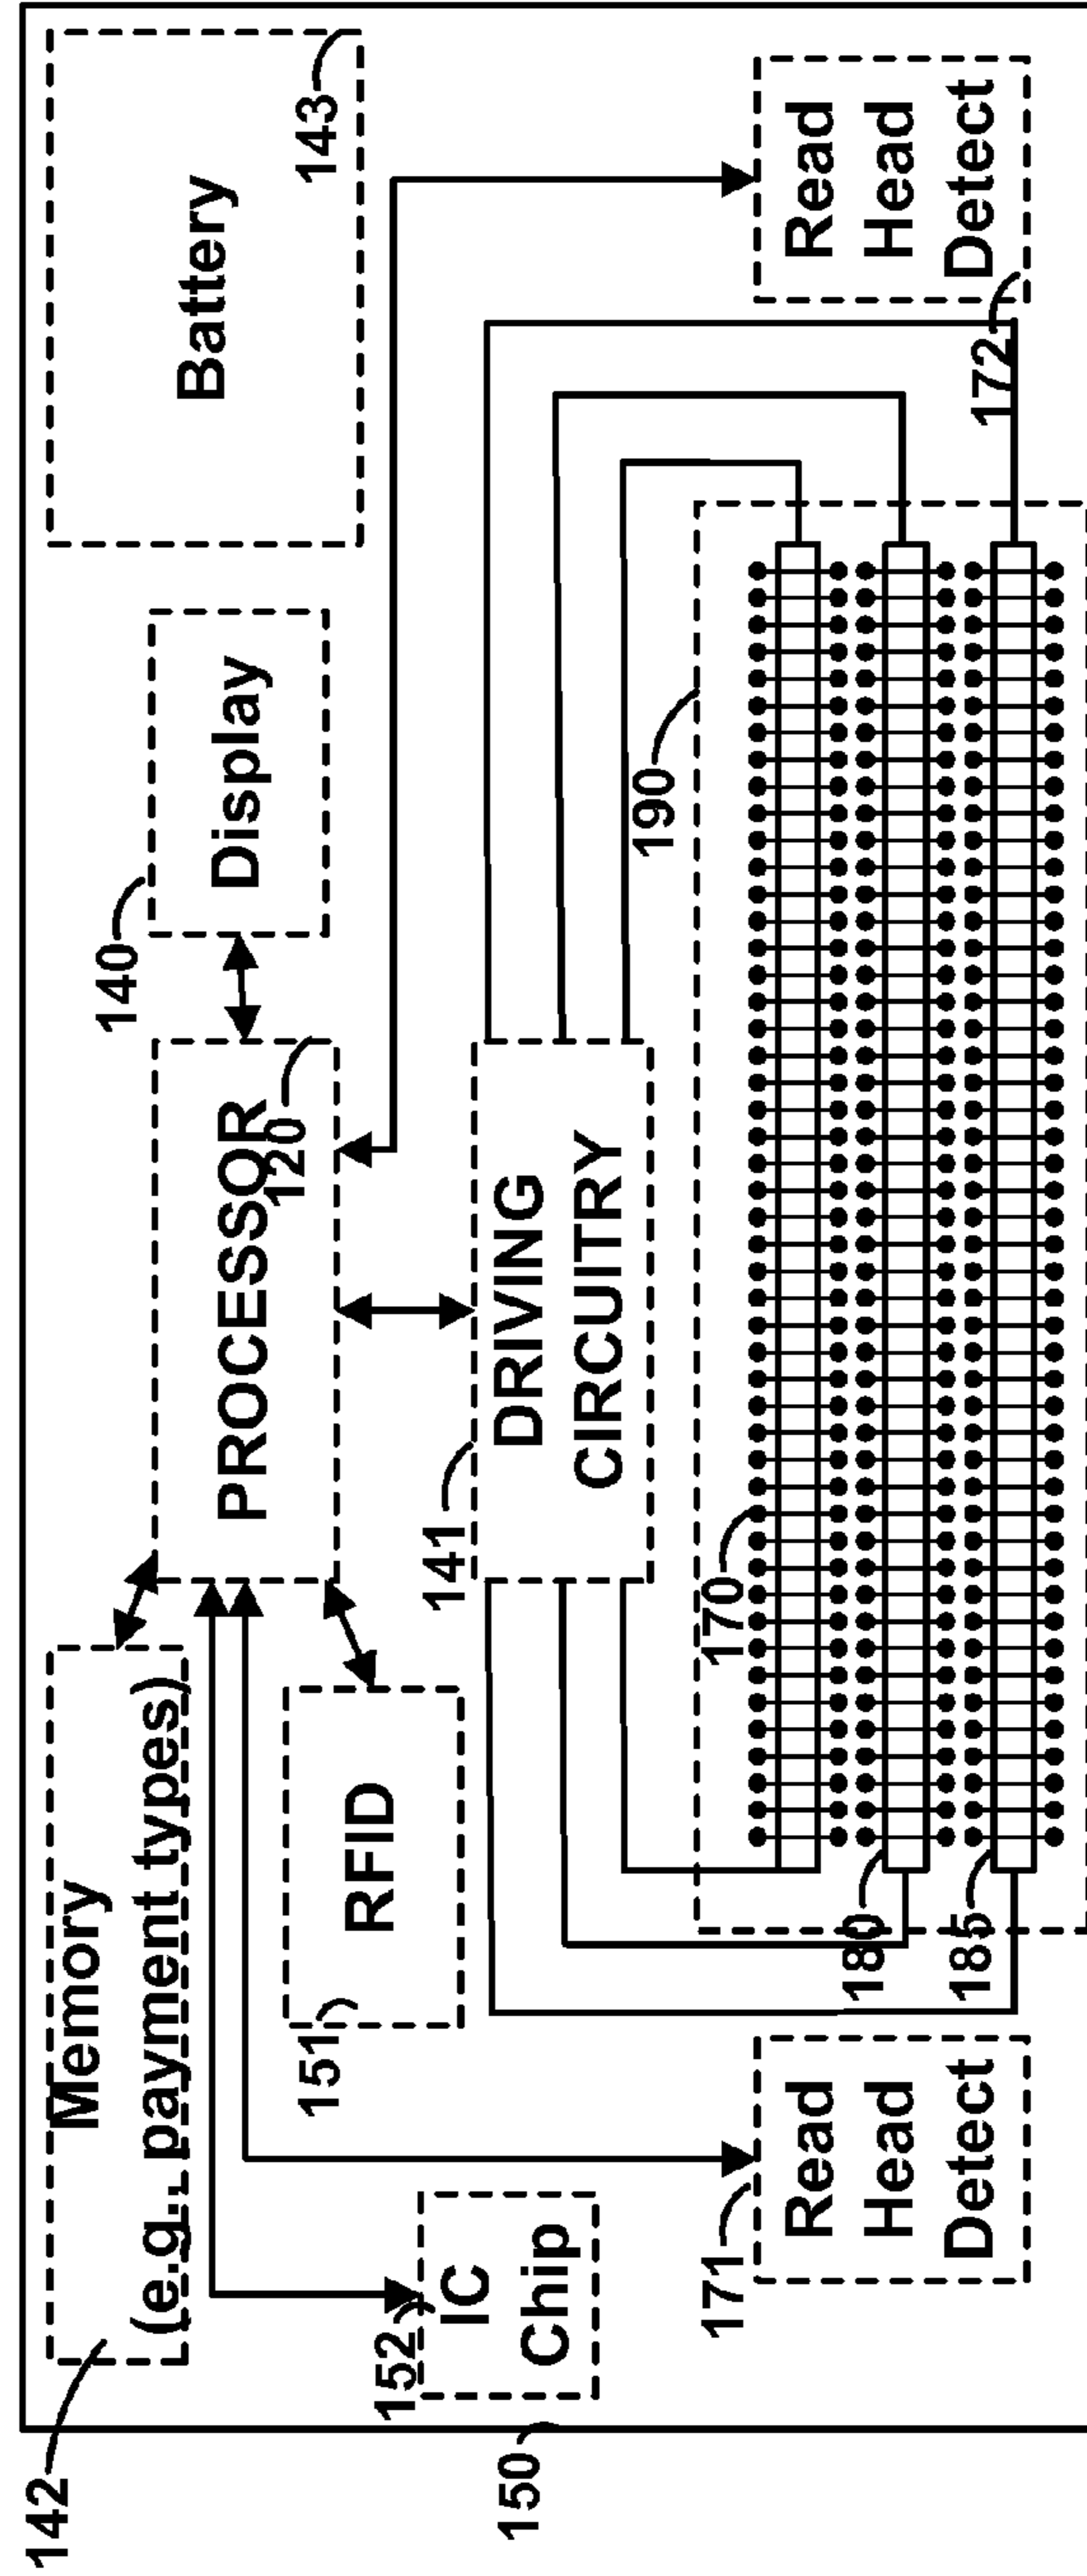 142
Memory
(e.g., payment types)
140
Display
Battery
143
PROCESSOR
120
RFID
151
152
IC
Chip
150
141
DRIVING
CIRCUITRY
190
170
180
185
171
Read
Head
Detect
Read
Head
Detect
172